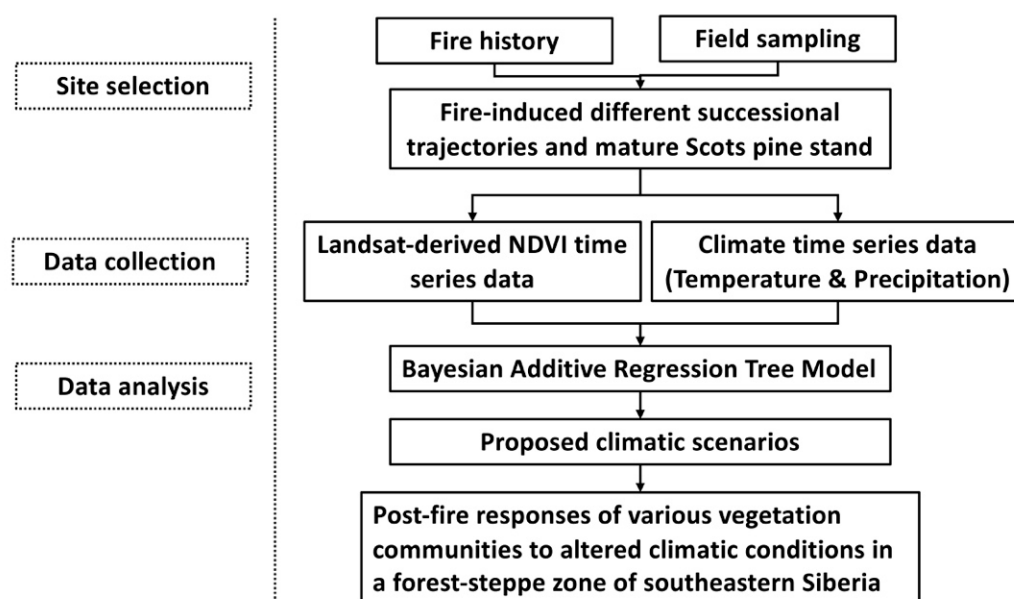 Fire history
Field sampling
Site selection
Fire-induced different successional
trajectories and mature Scots pine stand
Data collection
Landsat-derived NDVI time
series data
Climate time series data
(Temperature & Precipitation)
Data analysis
Bayesian Additive Regression Tree Model
Proposed climatic scenarios
Post-fire responses of various vegetation
communities to altered climatic conditions in
a forest-steppe zone of southeastern Siberia